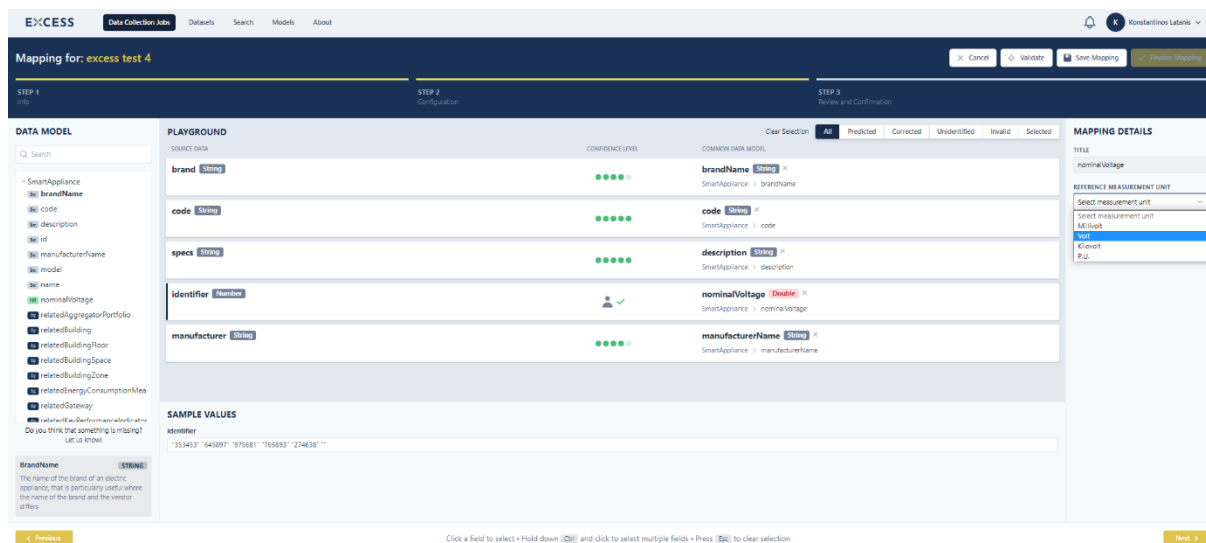 EXCESS
Data Collection Jobs Datasets Search Models About
K Konstantinos Latanis
Mapping for: excess test 4
Cancel Validate Save Mapping Finalize Mapping
STEP 1
Info
STEP 2
Configuration
STEP 3
Review and Confirmation
DATA MODEL
Search
SmartAppliance
brandName
code
description
id
manufacturerName
model
name
nominalVoltage
relatedAggregatorPortfolio
relatedBuilding
relatedBuildingFloor
relatedBuildingSpace
relatedBuildingZone
relatedEnergyConsumptionMea
relatedGateway
relatedKeyPerformanceIndicator
Do you think that something is missing?
Let us know!
BrandName STRING
The name of the brand of an electric
appliance, that is particularly useful where
the name of the brand and the vendor
differs
PLAYGROUND
Clear Selection All Predicted Corrected Unidentified Invalid Selected
SOURCE DATA CONFIDENCE LEVEL COMMON DATA MODEL
brand String brandName String ×
SmartAppliance > brandName
code String code String ×
SmartAppliance > code
specs String description String ×
SmartAppliance > description
identifier Number nominalVoltage Double ×
SmartAppliance > nominalVoltage
manufacturer String manufacturerName String ×
SmartAppliance > manufacturerName
SAMPLE VALUES
identifier
"353453" "645897" "975681" "765893" "274638" ""
MAPPING DETAILS
TITLE
nominalVoltage
REFERENCE MEASUREMENT UNIT
Select measurement unit
Select measurement unit
Millivolt
Volt
Kilovolt
P.U.
< Previous
Click a field to select • Hold down Ctrl and click to select multiple fields • Press Esc to clear selection
Next >